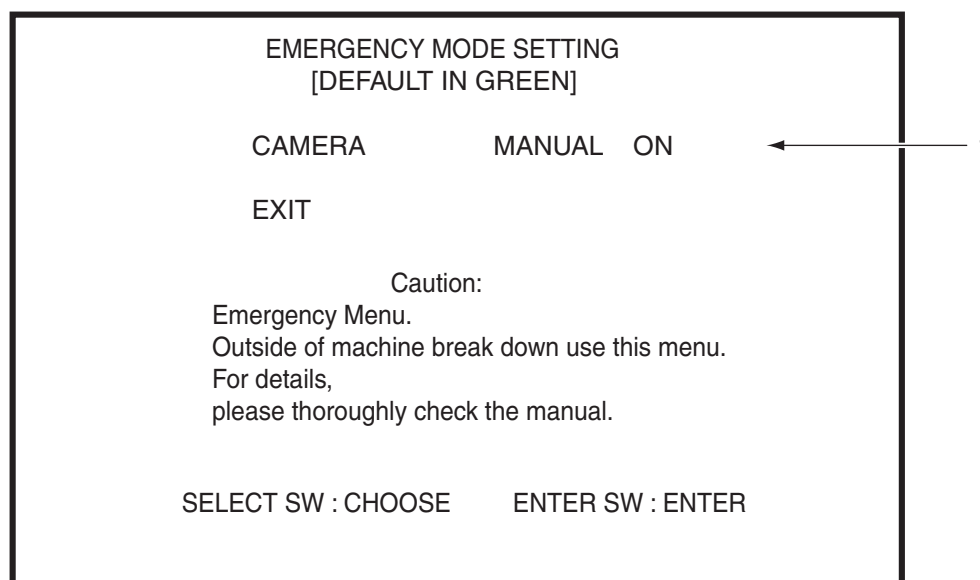 EMERGENCY MODE SETTING
[DEFAULT IN GREEN]
CAMERA MANUAL ON
EXIT
Caution:
Emergency Menu.
Outside of machine break down use this menu.
For details,
please thoroughly check the manual.
SELECT SW : CHOOSE ENTER SW : ENTER